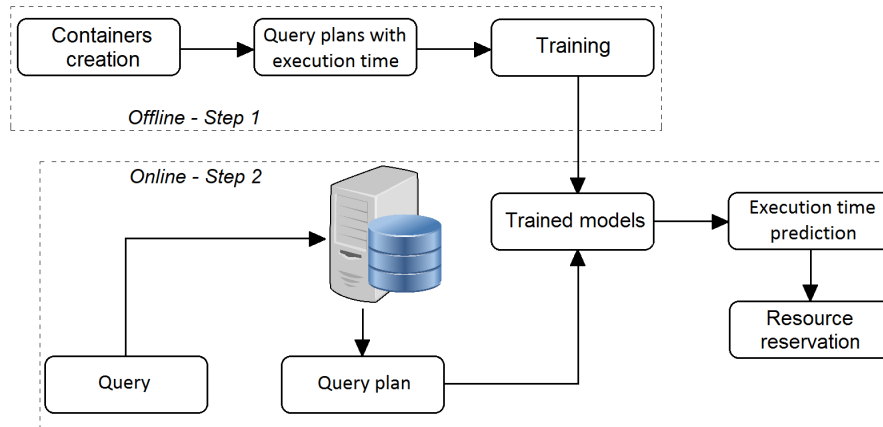 Containers
creation
Query plans with
execution time
Training
Offline - Step 1
Online - Step 2
Trained models
Execution time
prediction
Resource
reservation
Query
Query plan